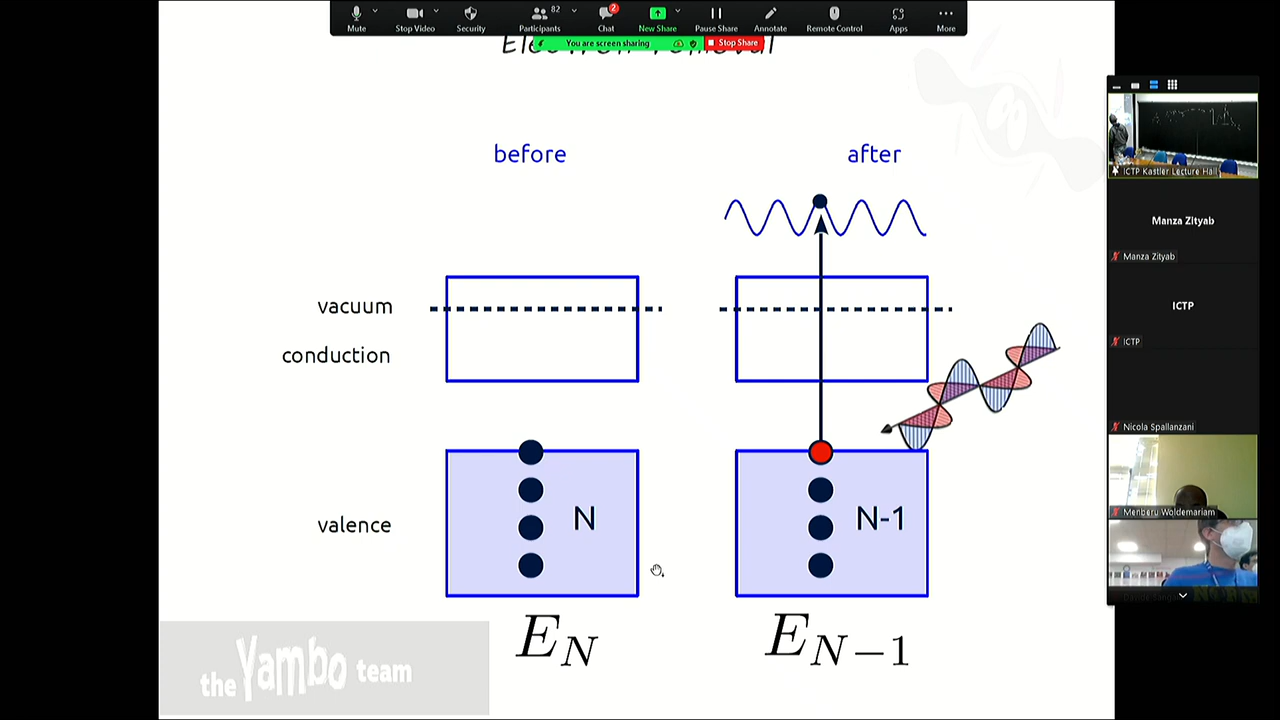 82
2
Mute
Stop Video
Security
Participants
Chat
New Share
Pause Share
Annotate
Remote Control
Apps
More
You are screen sharing
Stop Share
before
after
vacuum
conduction
valence
N
N-1
E_N
E_{N-1}
the Yambo team
ICTP Kastler Lecture Hall
Manza Zityab
Manza Zityab
ICTP
ICTP
Nicola Spallanzani
Menberu Woldemariam